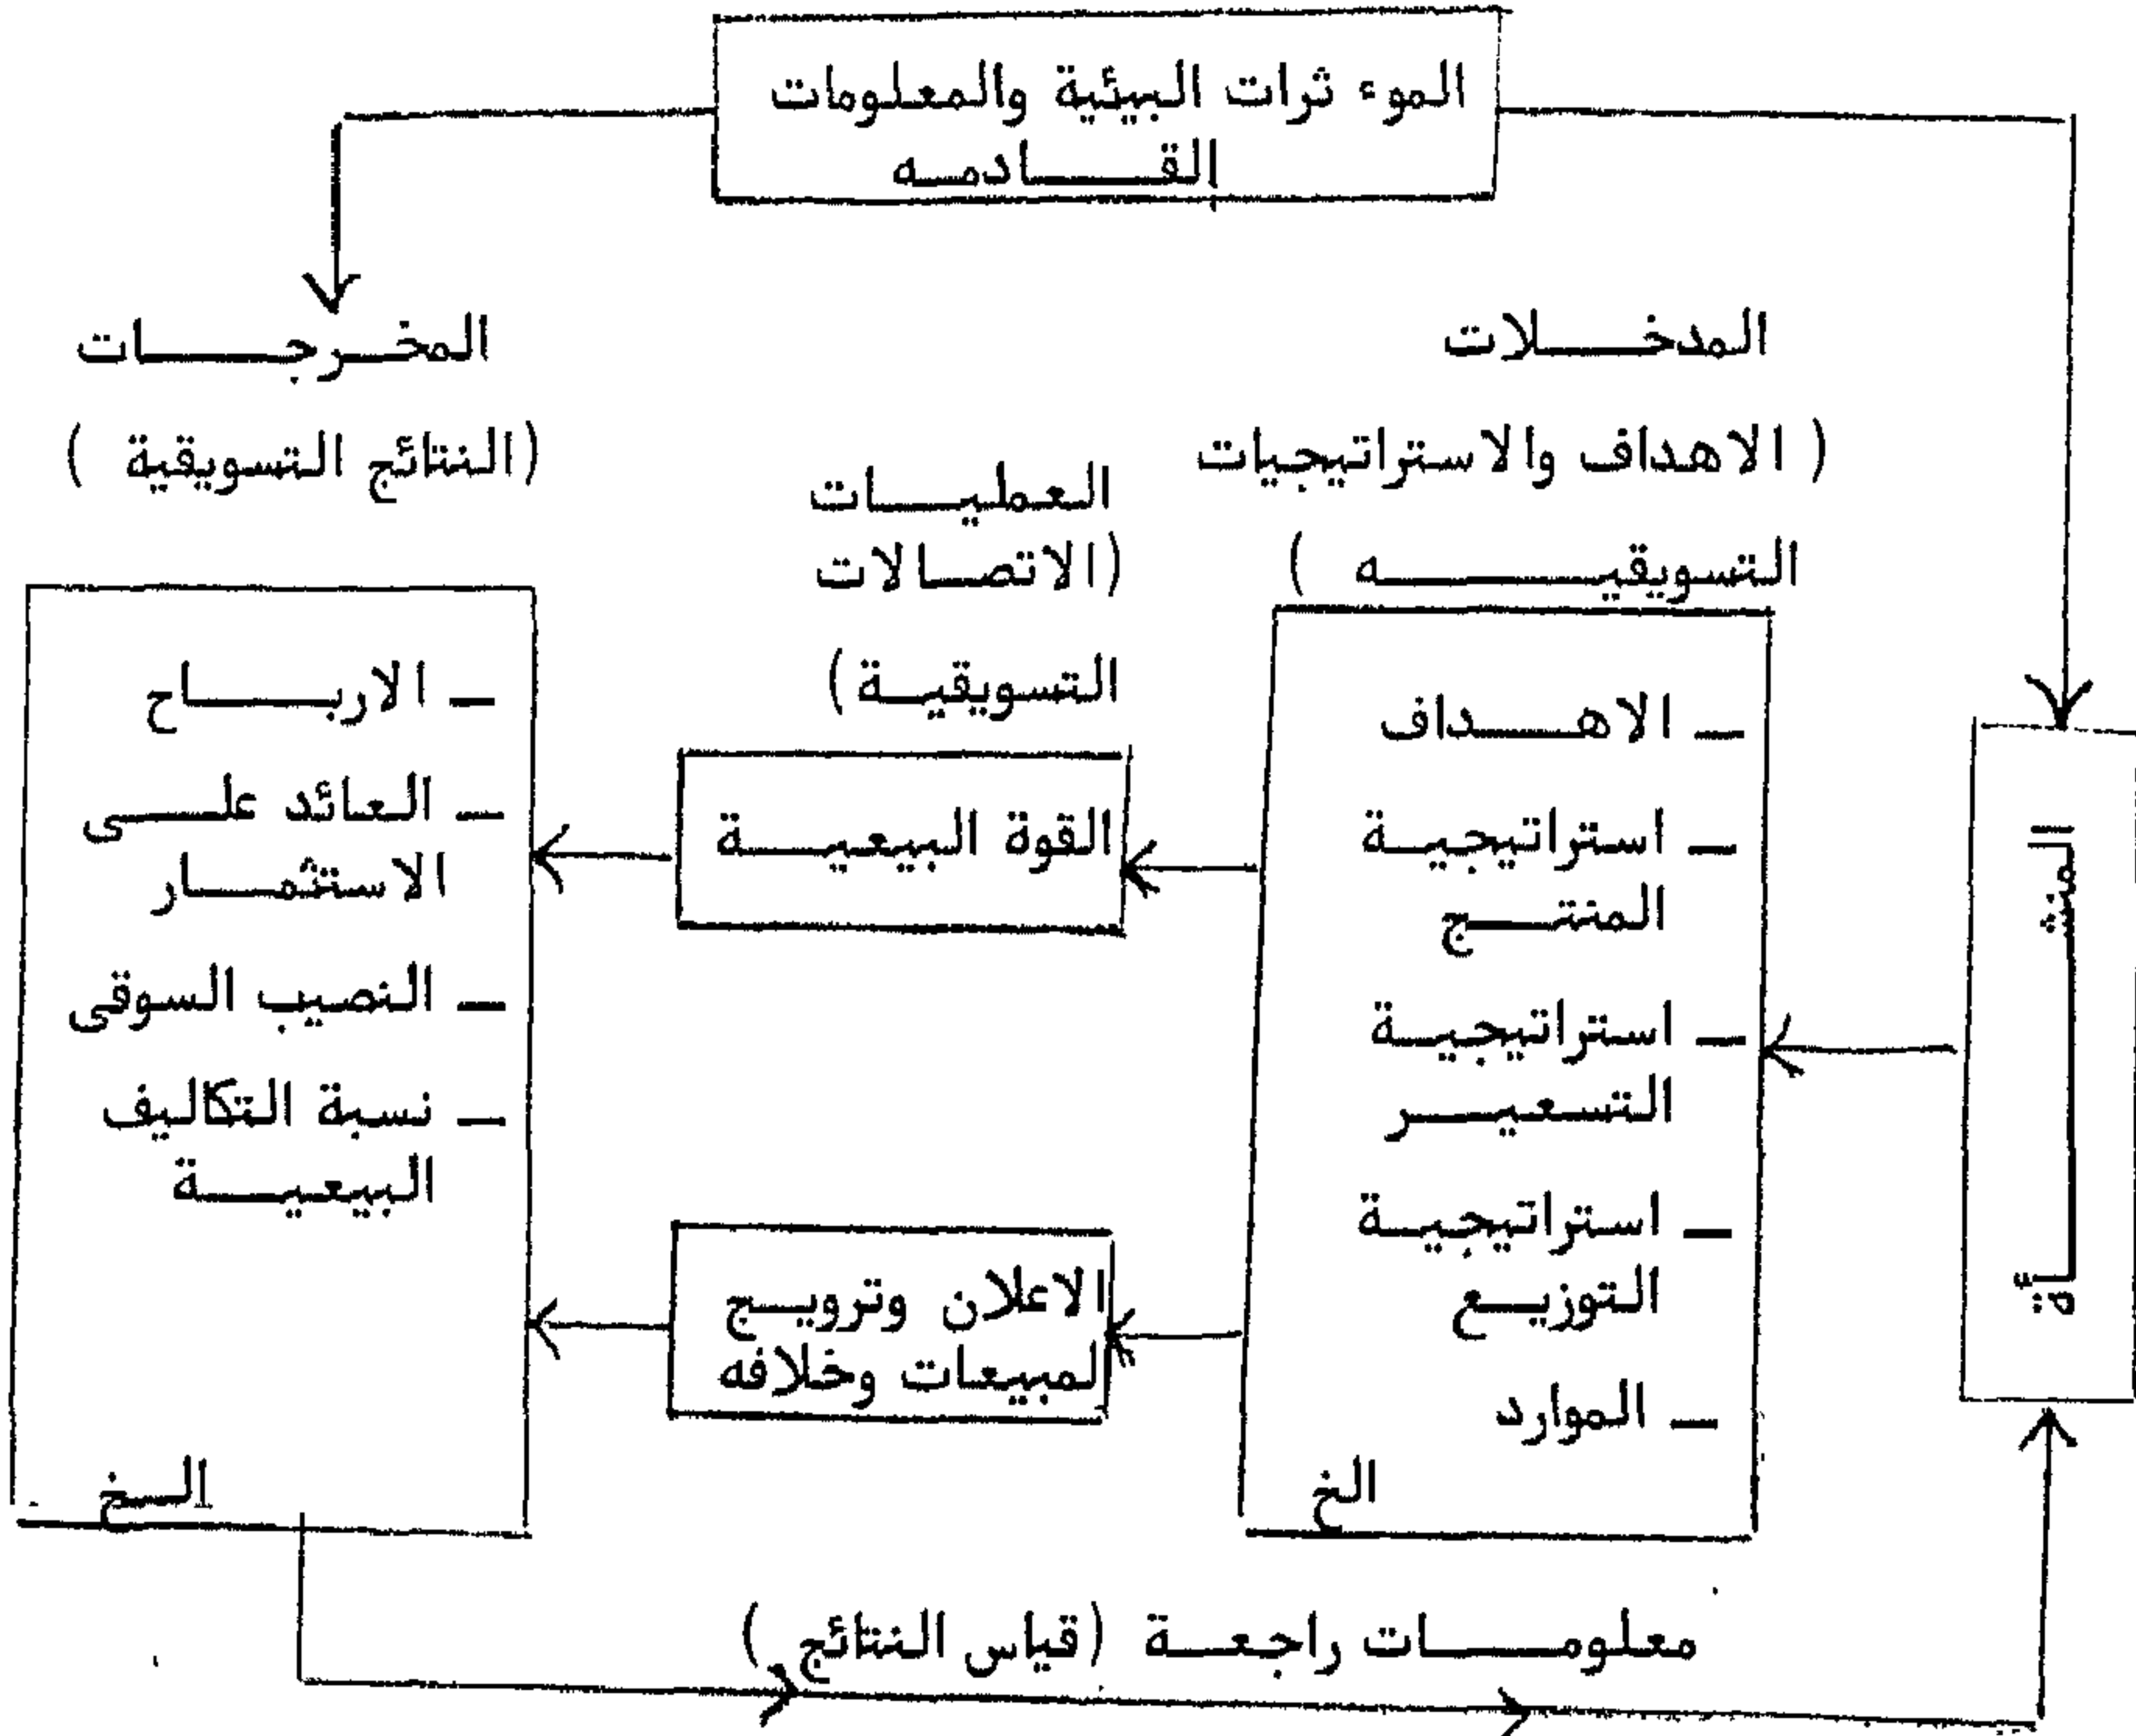 الموء ثرات البيئية والمعلومات
القادمه
المدخلات
( الاهداف والاستراتيجيات
التسويقيه )
العمليات
(الاتصالات
التسويقية)
المخرجات
(النتائج التسويقية )
المنشأة
– الاهداف
– استراتيجية
المنتج
– استراتيجية
التسعير
– استراتيجية
التوزيع
– الموارد
الخ
القوة البيعية
الاعلان وترويج
المبيعات وخلافه
– الارباح
– العائد على
الاستثمار
– النصيب السوقى
– نسبة التكاليف
البيعية
الخ
معلومات راجعة (قياس النتائج )